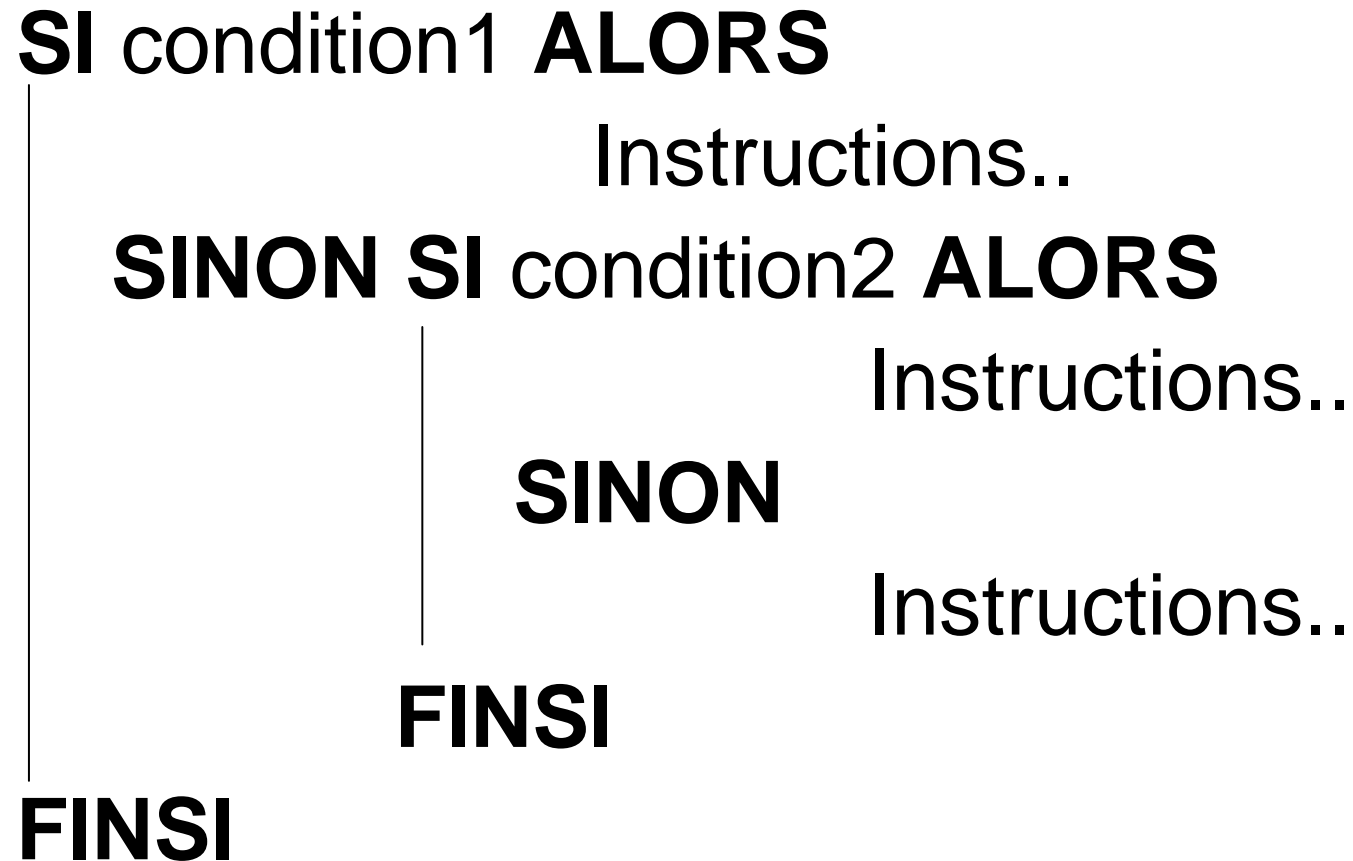 SI condition1 ALORS
Instructions..
SINON SI condition2 ALORS
Instructions..
SINON
Instructions..
FINSI
FINSI